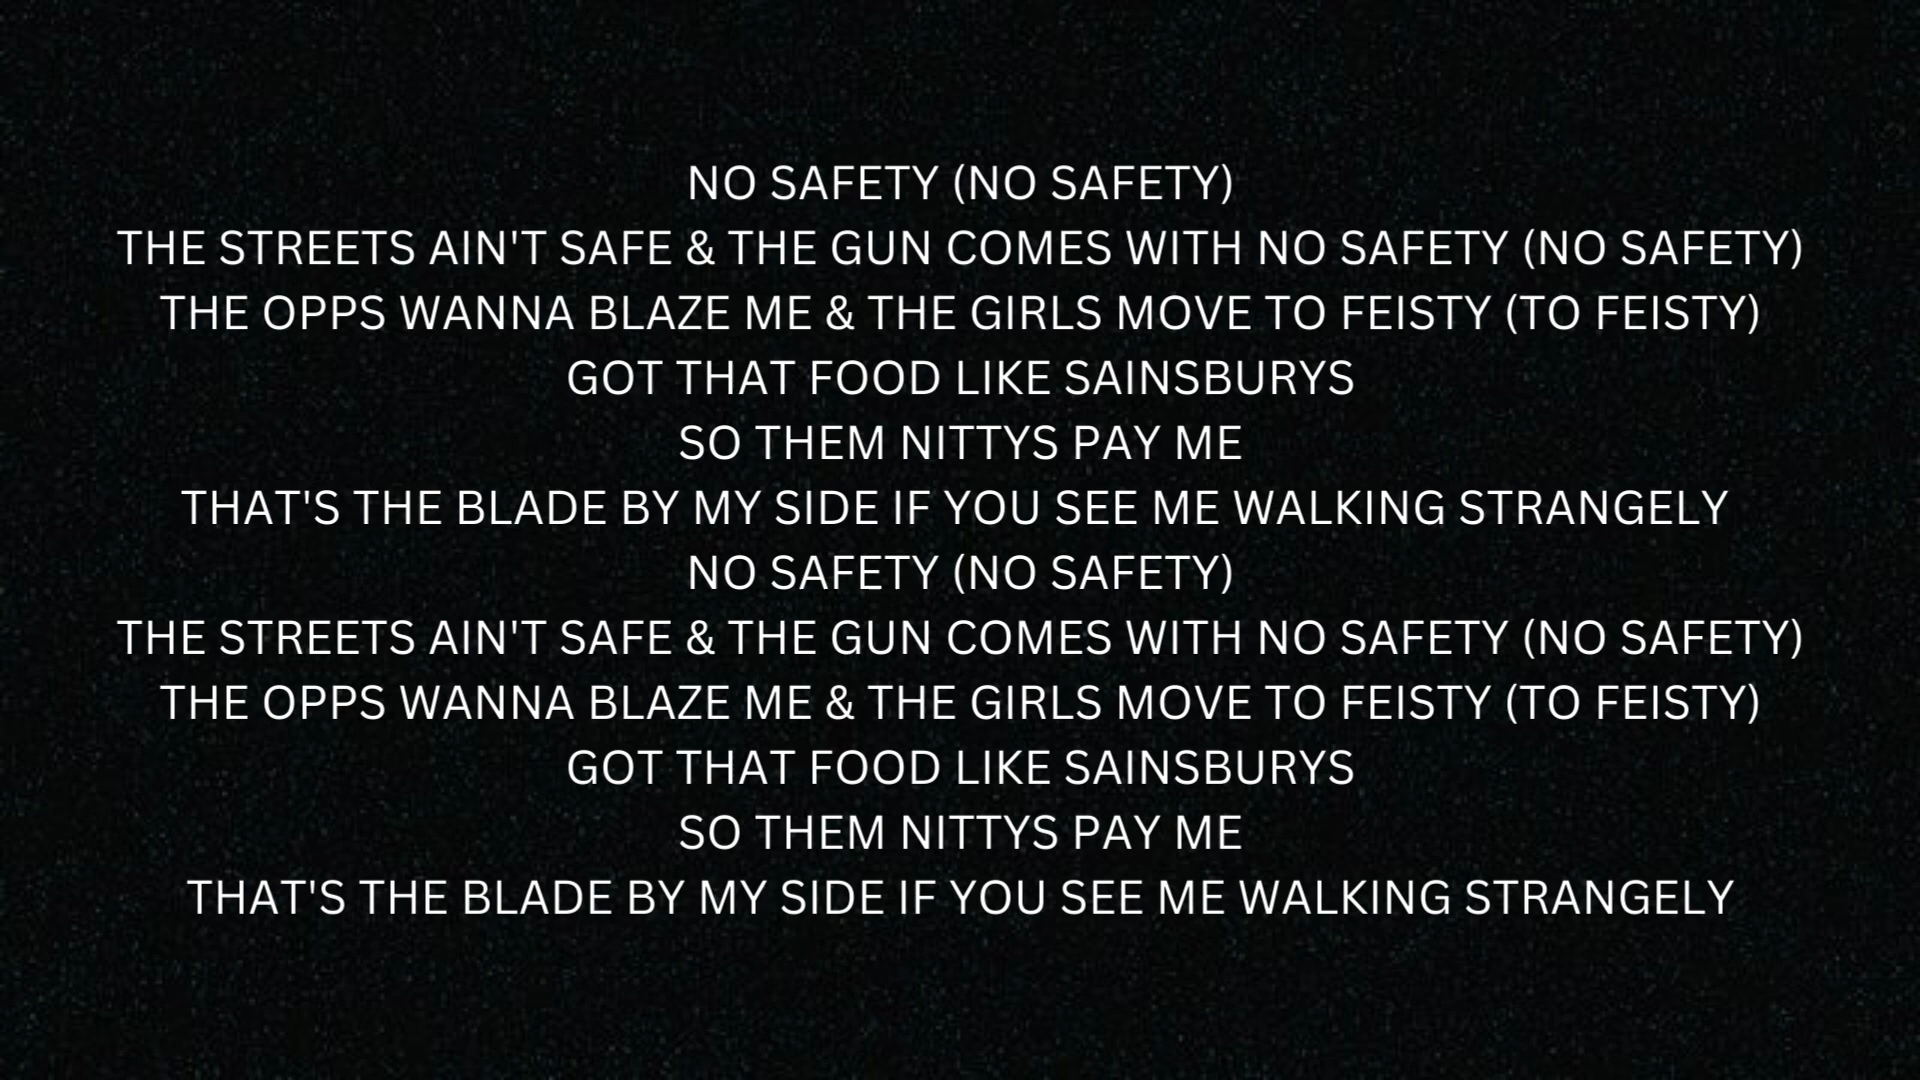 NO SAFETY (NO SAFETY)
THE STREETS AIN'T SAFE & THE GUN COMES WITH NO SAFETY (NO SAFETY)
THE OPPS WANNA BLAZE ME & THE GIRLS MOVE TO FEISTY (TO FEISTY)
GOT THAT FOOD LIKE SAINSBURYS
SO THEM NITTYS PAY ME
THAT'S THE BLADE BY MY SIDE IF YOU SEE ME WALKING STRANGELY
NO SAFETY (NO SAFETY)
THE STREETS AIN'T SAFE & THE GUN COMES WITH NO SAFETY (NO SAFETY)
THE OPPS WANNA BLAZE ME & THE GIRLS MOVE TO FEISTY (TO FEISTY)
GOT THAT FOOD LIKE SAINSBURYS
SO THEM NITTYS PAY ME
THAT'S THE BLADE BY MY SIDE IF YOU SEE ME WALKING STRANGELY